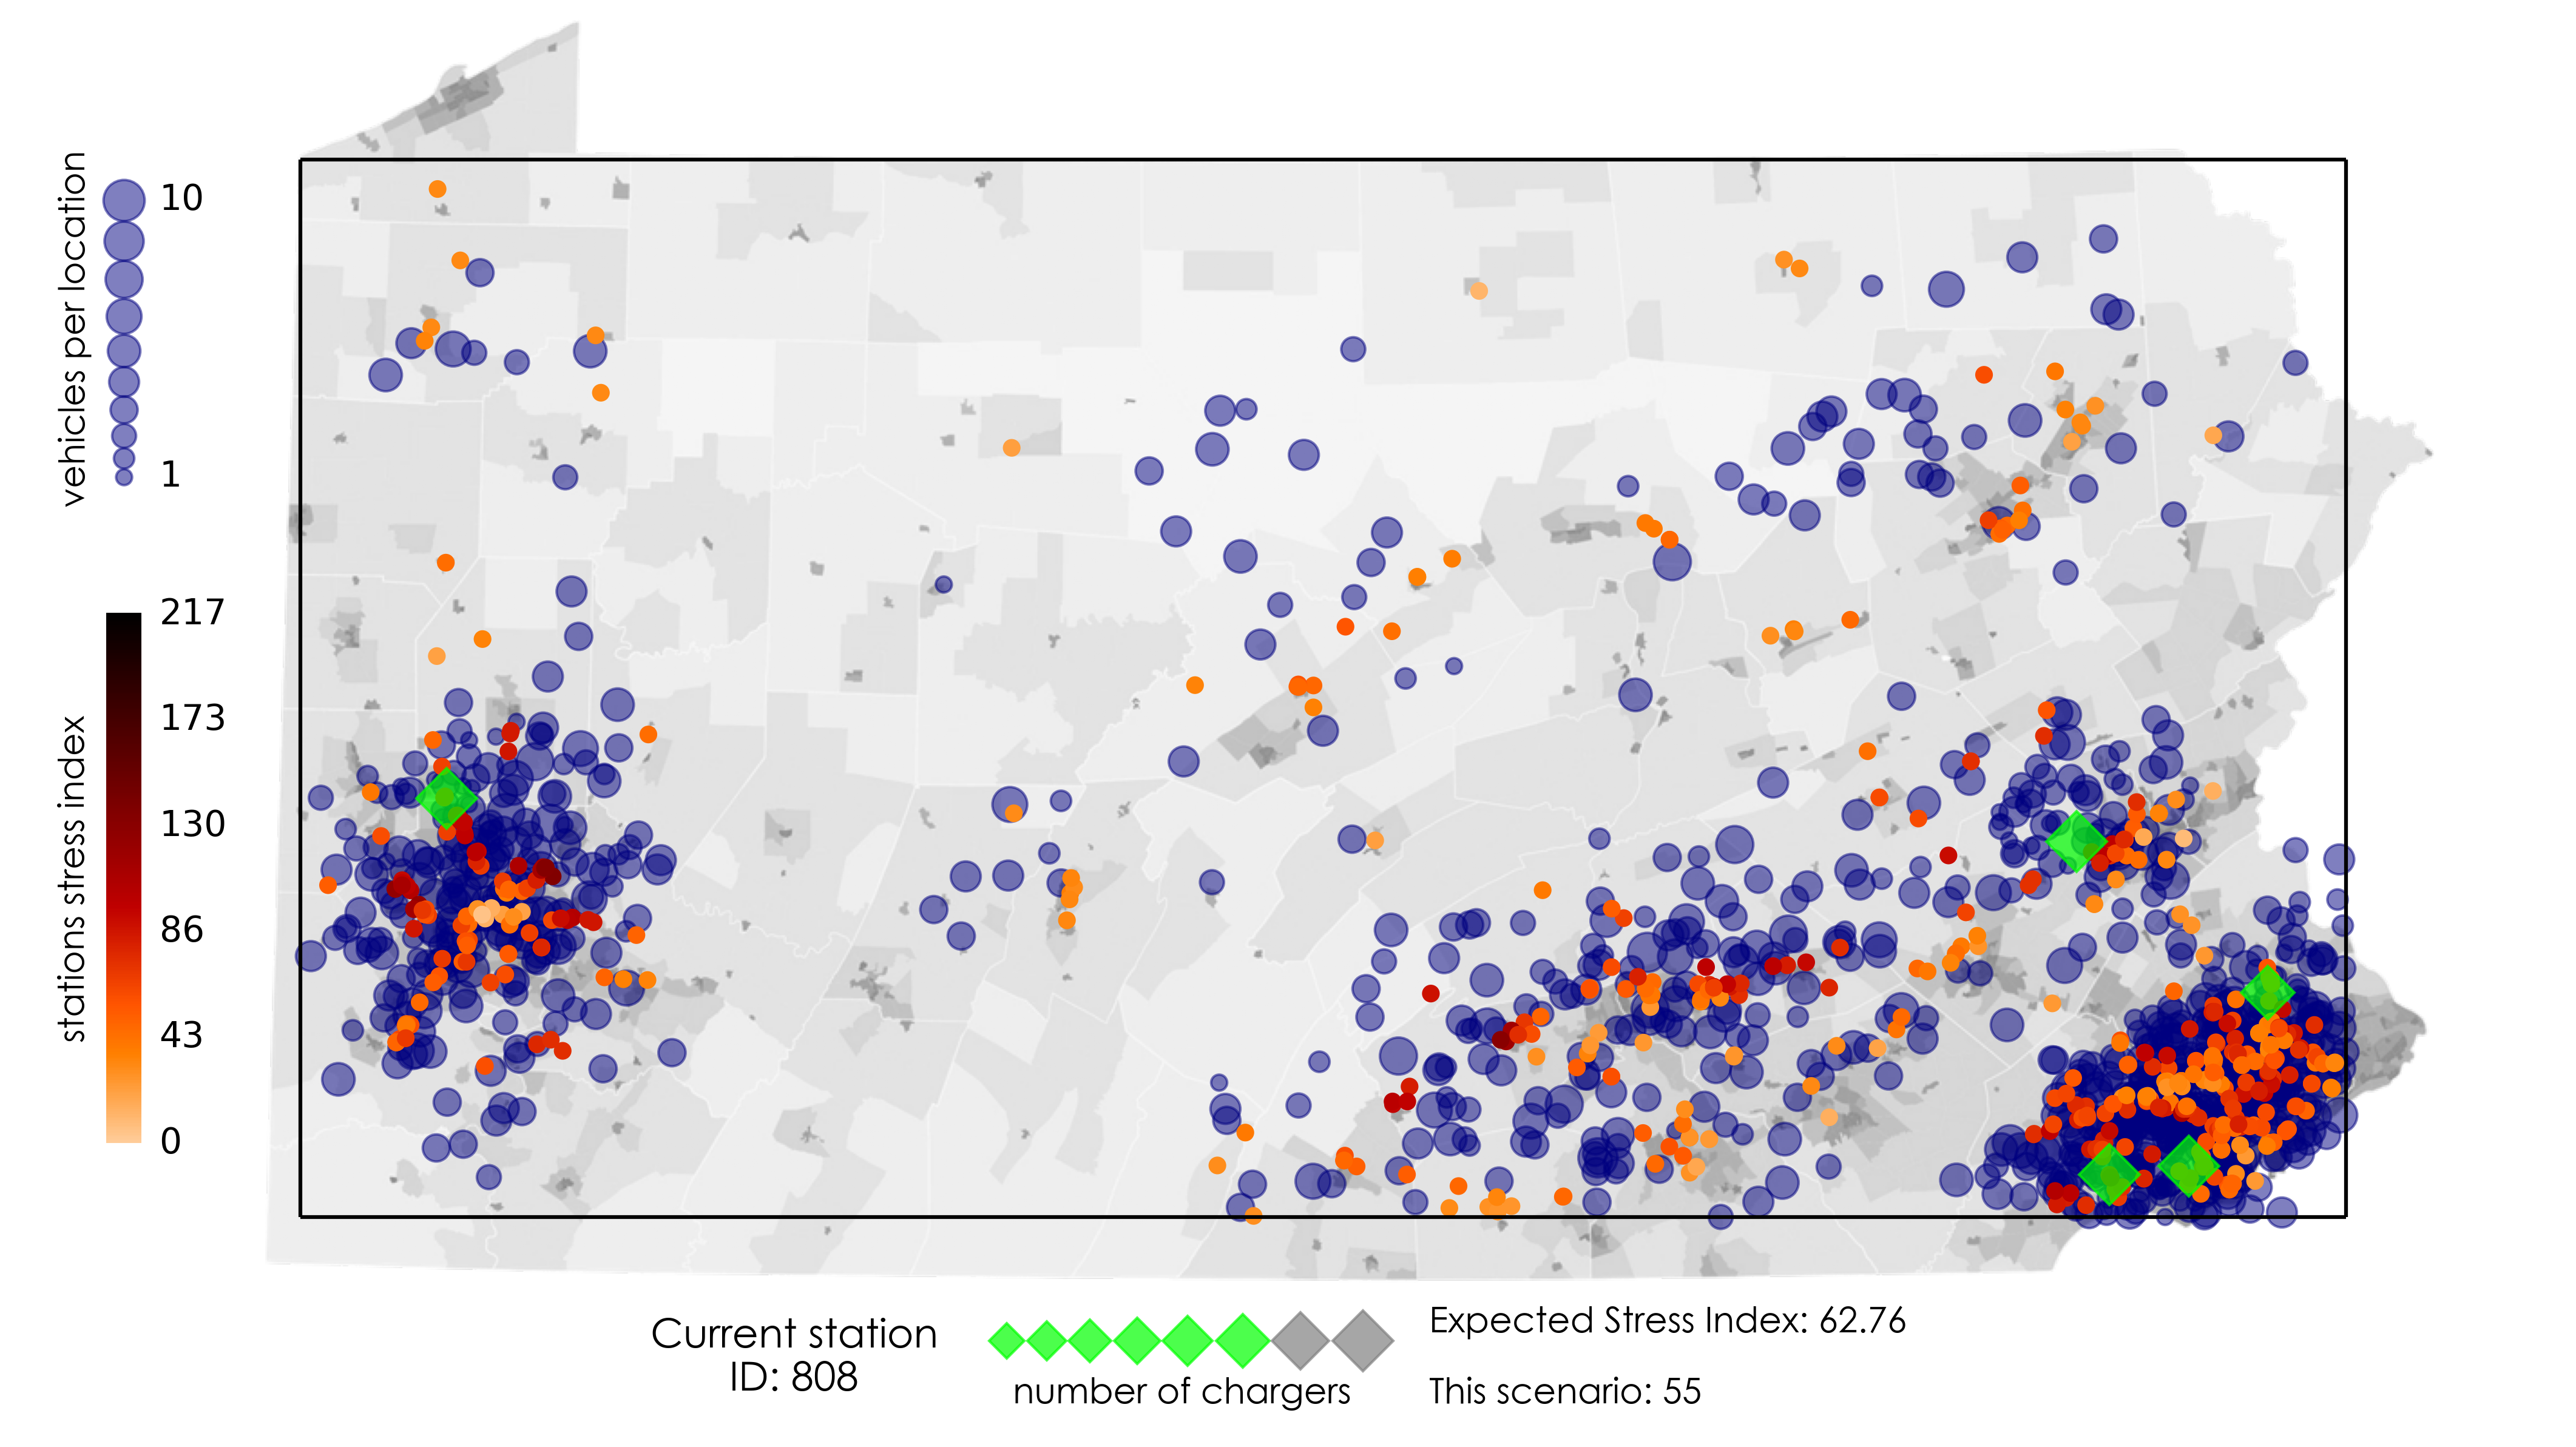 vehicles per location
10
1
stations stress index
217
173
130
86
43
0
Current station
ID: 808
number of chargers
Expected Stress Index: 62.76
This scenario: 55